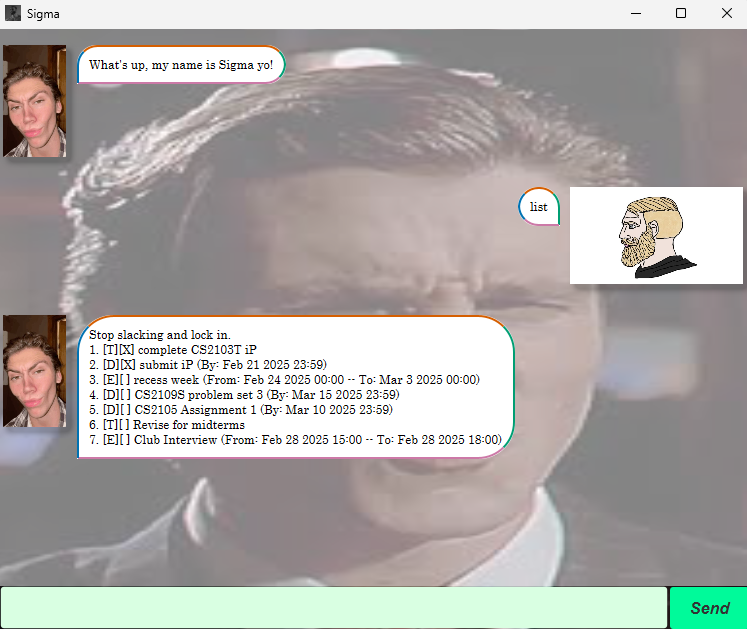 Sigma
What's up, my name is Sigma yo!
list
Stop slacking and lock in.
1. [T][X] complete CS2103T iP
2. [D][X] submit iP (By: Feb 21 2025 23:59)
3. [E][ ] recess week (From: Feb 24 2025 00:00 -- To: Mar 3 2025 00:00)
4. [D][ ] CS2109S problem set 3 (By: Mar 15 2025 23:59)
5. [D][ ] CS2105 Assignment 1 (By: Mar 10 2025 23:59)
6. [T][ ] Revise for midterms
7. [E][ ] Club Interview (From: Feb 28 2025 15:00 -- To: Feb 28 2025 18:00)
Send